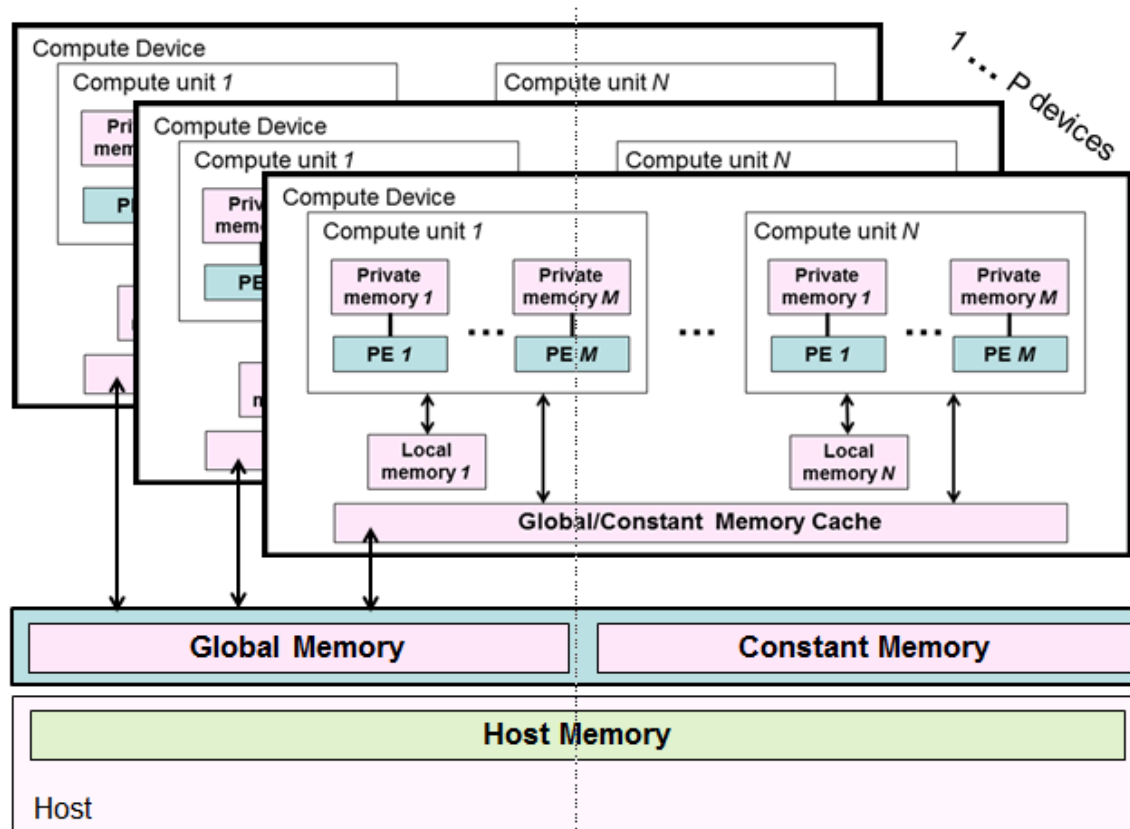 Compute Device
Compute unit 1
Compute unit N
1 ... P devices
Compute Device
Compute unit 1
Compute unit N
Compute Device
Compute unit 1
Compute unit N
Private memory 1
Private memory M
Private memory 1
Private memory M
PE 1
...
PE M
...
PE 1
...
PE M
Local memory 1
Local memory N
Global/Constant Memory Cache
Global Memory
Constant Memory
Host Memory
Host